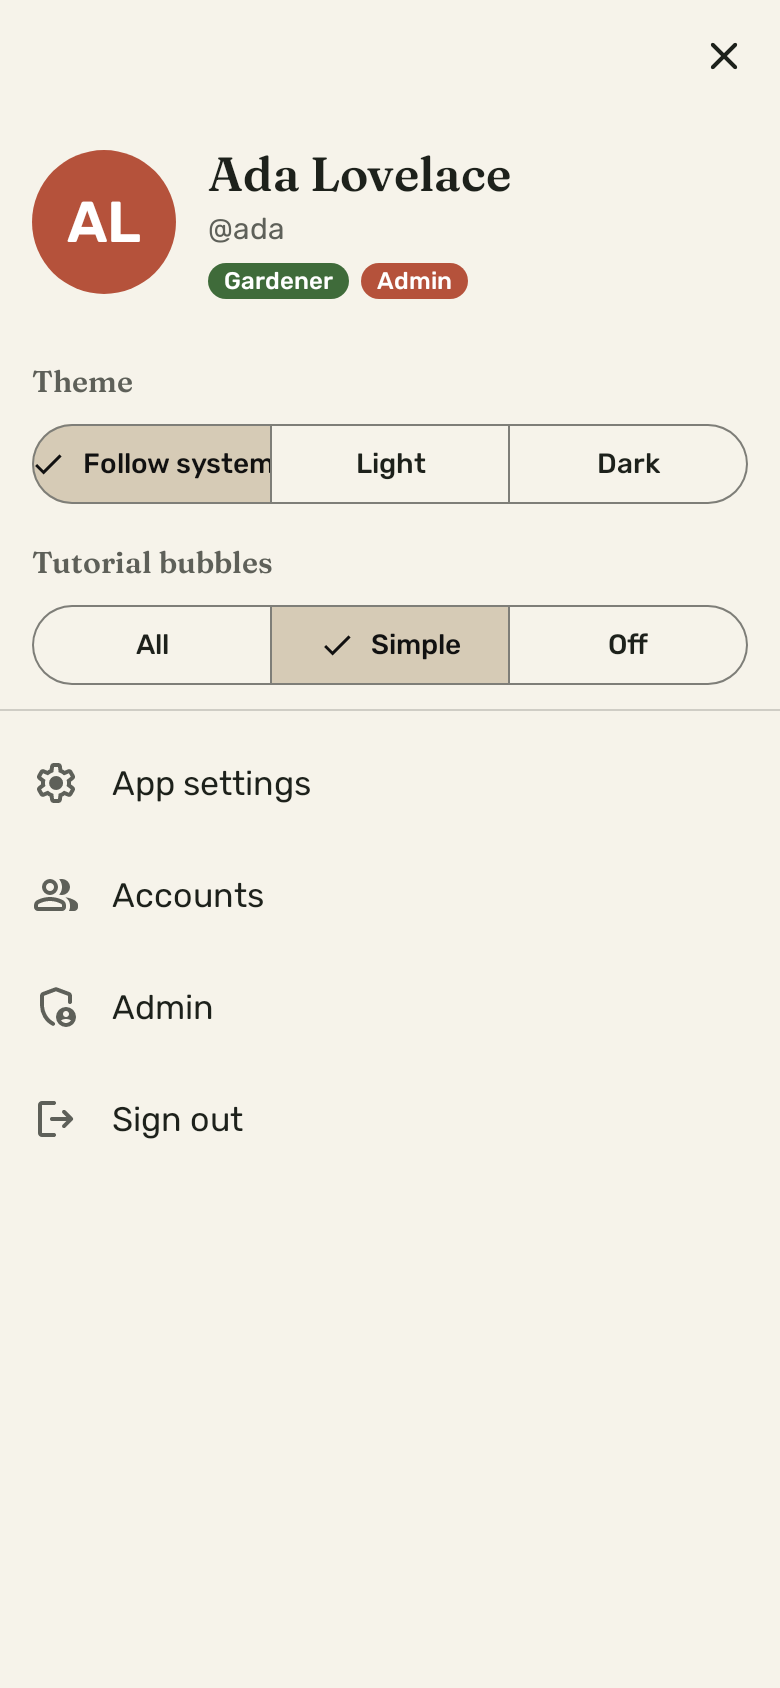 Ada Lovelace
AL
@ada
Gardener Admin
Theme
Follow system Light Dark
Tutorial bubbles
All Simple Off
App settings
Accounts
Admin
Sign out